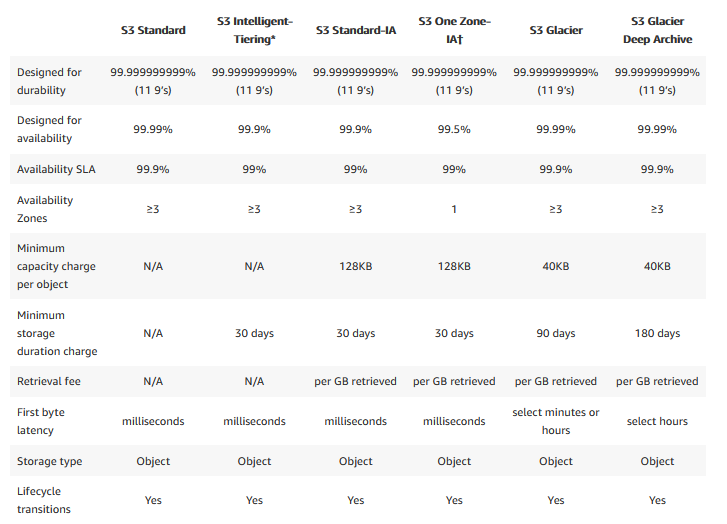 S3 Standard S3 Intelligent-Tiering* S3 Standard-IA S3 One Zone-IA† S3 Glacier S3 Glacier Deep Archive
Designed for durability 99.999999999% (11 9's) 99.999999999% (11 9's) 99.999999999% (11 9's) 99.999999999% (11 9's) 99.999999999% (11 9's) 99.999999999% (11 9's)
Designed for availability 99.99% 99.9% 99.9% 99.5% 99.99% 99.99%
Availability SLA 99.9% 99% 99% 99% 99.9% 99.9%
Availability Zones ≥3 ≥3 ≥3 1 ≥3 ≥3
Minimum capacity charge per object N/A N/A 128KB 128KB 40KB 40KB
Minimum storage duration charge N/A 30 days 30 days 30 days 90 days 180 days
Retrieval fee N/A N/A per GB retrieved per GB retrieved per GB retrieved per GB retrieved
First byte latency milliseconds milliseconds milliseconds milliseconds select minutes or hours select hours
Storage type Object Object Object Object Object Object
Lifecycle transitions Yes Yes Yes Yes Yes Yes